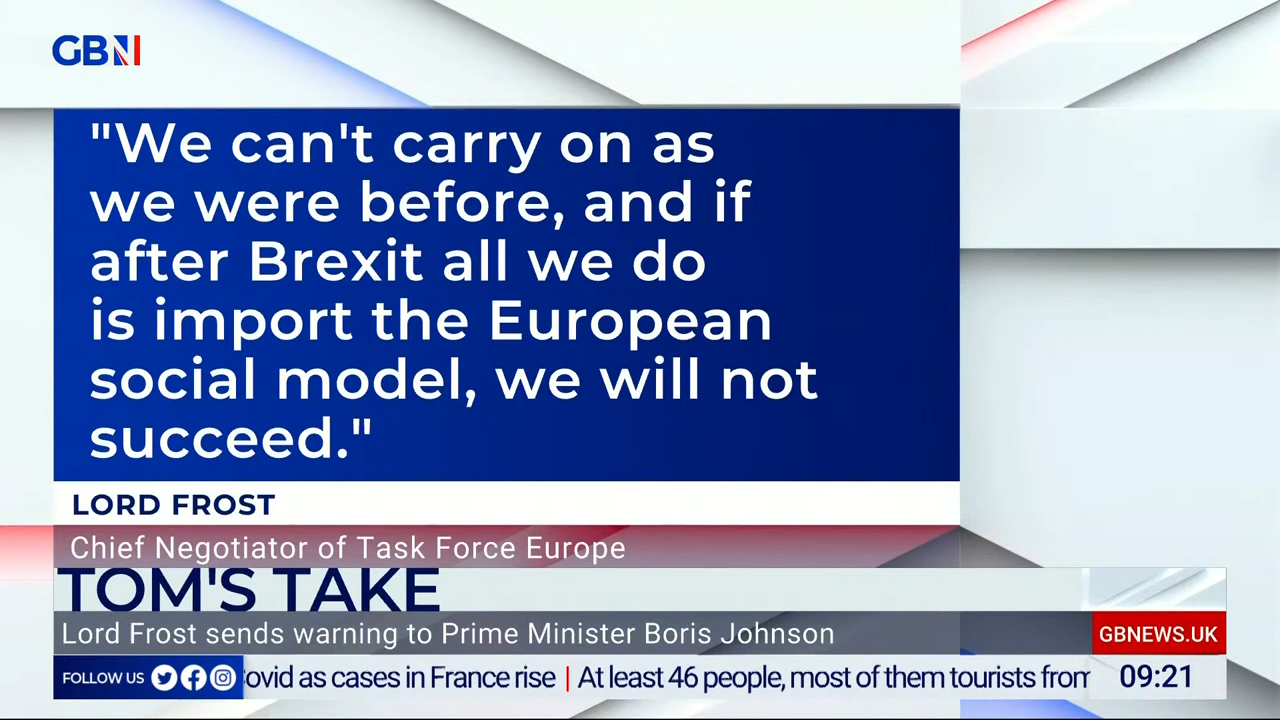 GBN
"We can't carry on as
we were before, and if
after Brexit all we do
is import the European
social model, we will not
succeed."
LORD FROST
Chief Negotiator of Task Force Europe
TOM'S TAKE
Lord Frost sends warning to Prime Minister Boris Johnson
GBNEWS.UK
FOLLOW US
ovid as cases in France rise | At least 46 people, most of them tourists from
09:21